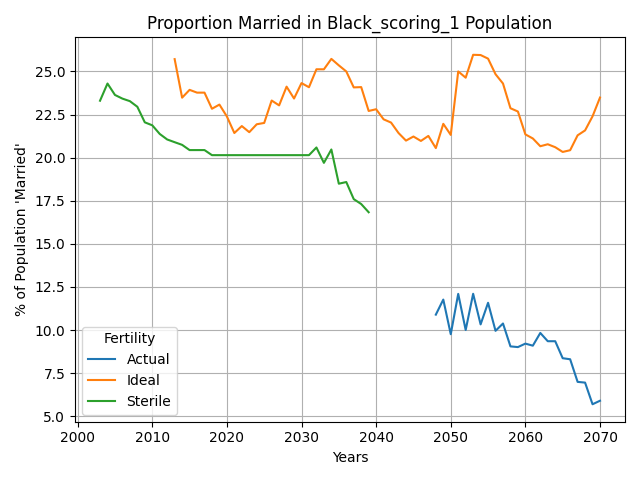 Proportion Married in Black_scoring_1 Population
% of Population 'Married'
25.0
22.5
20.0
17.5
15.0
12.5
10.0
7.5
5.0
Fertility
Actual
Ideal
Sterile
2000 2010 2020 2030 2040 2050 2060 2070
Years